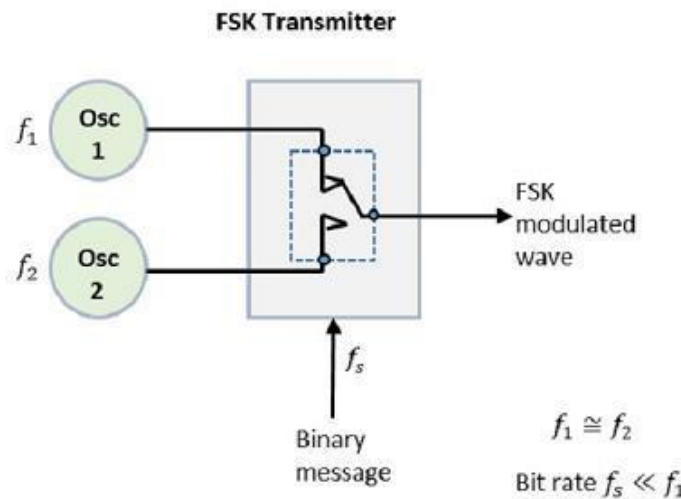 FSK Transmitter
Osc
1
f₁
FSK
modulated
wave
Osc
2
f₂
fₛ
Binary
message
f₁ ≅ f₂
Bit rate fₛ ≪ f₁